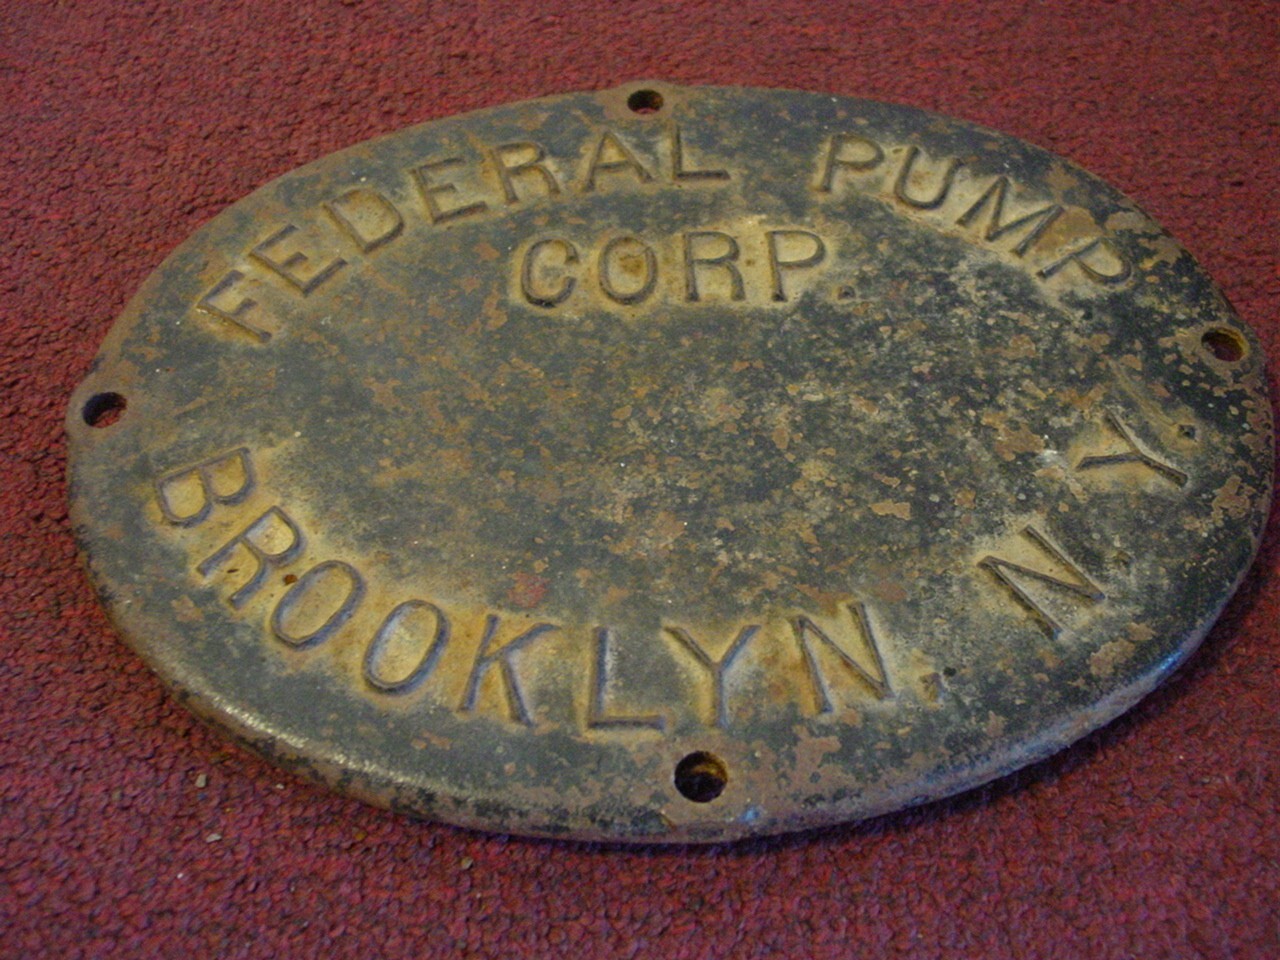 FEDERAL PUMP
CORP.
BROOKLYN, N.Y.